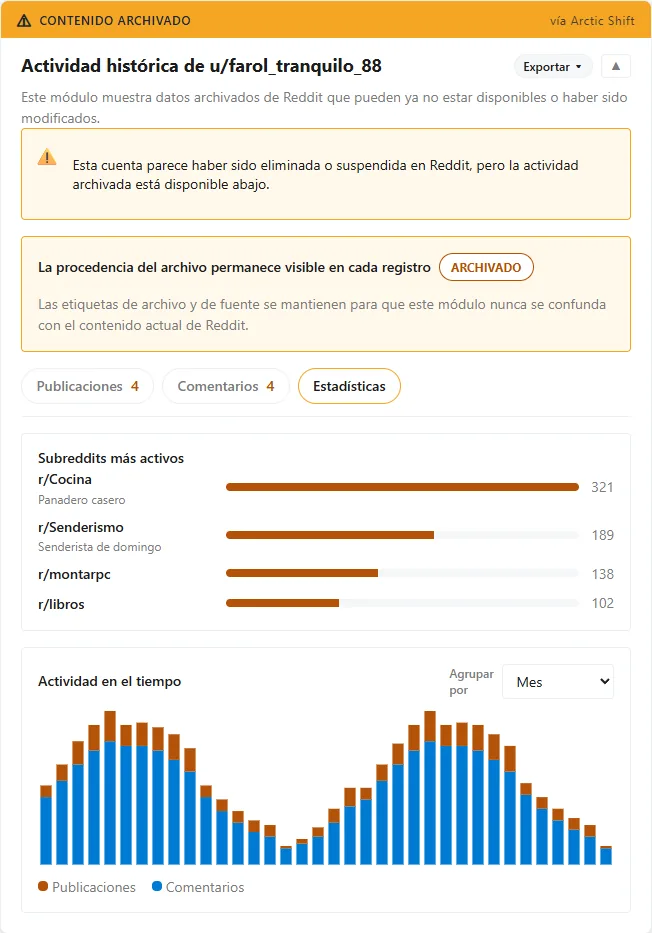 CONTENIDO ARCHIVADO
vía Arctic Shift
Actividad histórica de u/farol_tranquilo_88
Exportar
Este módulo muestra datos archivados de Reddit que pueden ya no estar disponibles o haber sido
modificados.
Esta cuenta parece haber sido eliminada o suspendida en Reddit, pero la actividad
archivada está disponible abajo.
La procedencia del archivo permanece visible en cada registro
ARCHIVADO
Las etiquetas de archivo y de fuente se mantienen para que este módulo nunca se confunda
con el contenido actual de Reddit.
Publicaciones 4
Comentarios 4
Estadísticas
Subreddits más activos
r/Cocina
Panadero casero
321
r/Senderismo
Senderista de domingo
189
r/montarpc
138
r/libros
102
Actividad en el tiempo
Agrupar
por
Mes
Publicaciones
Comentarios